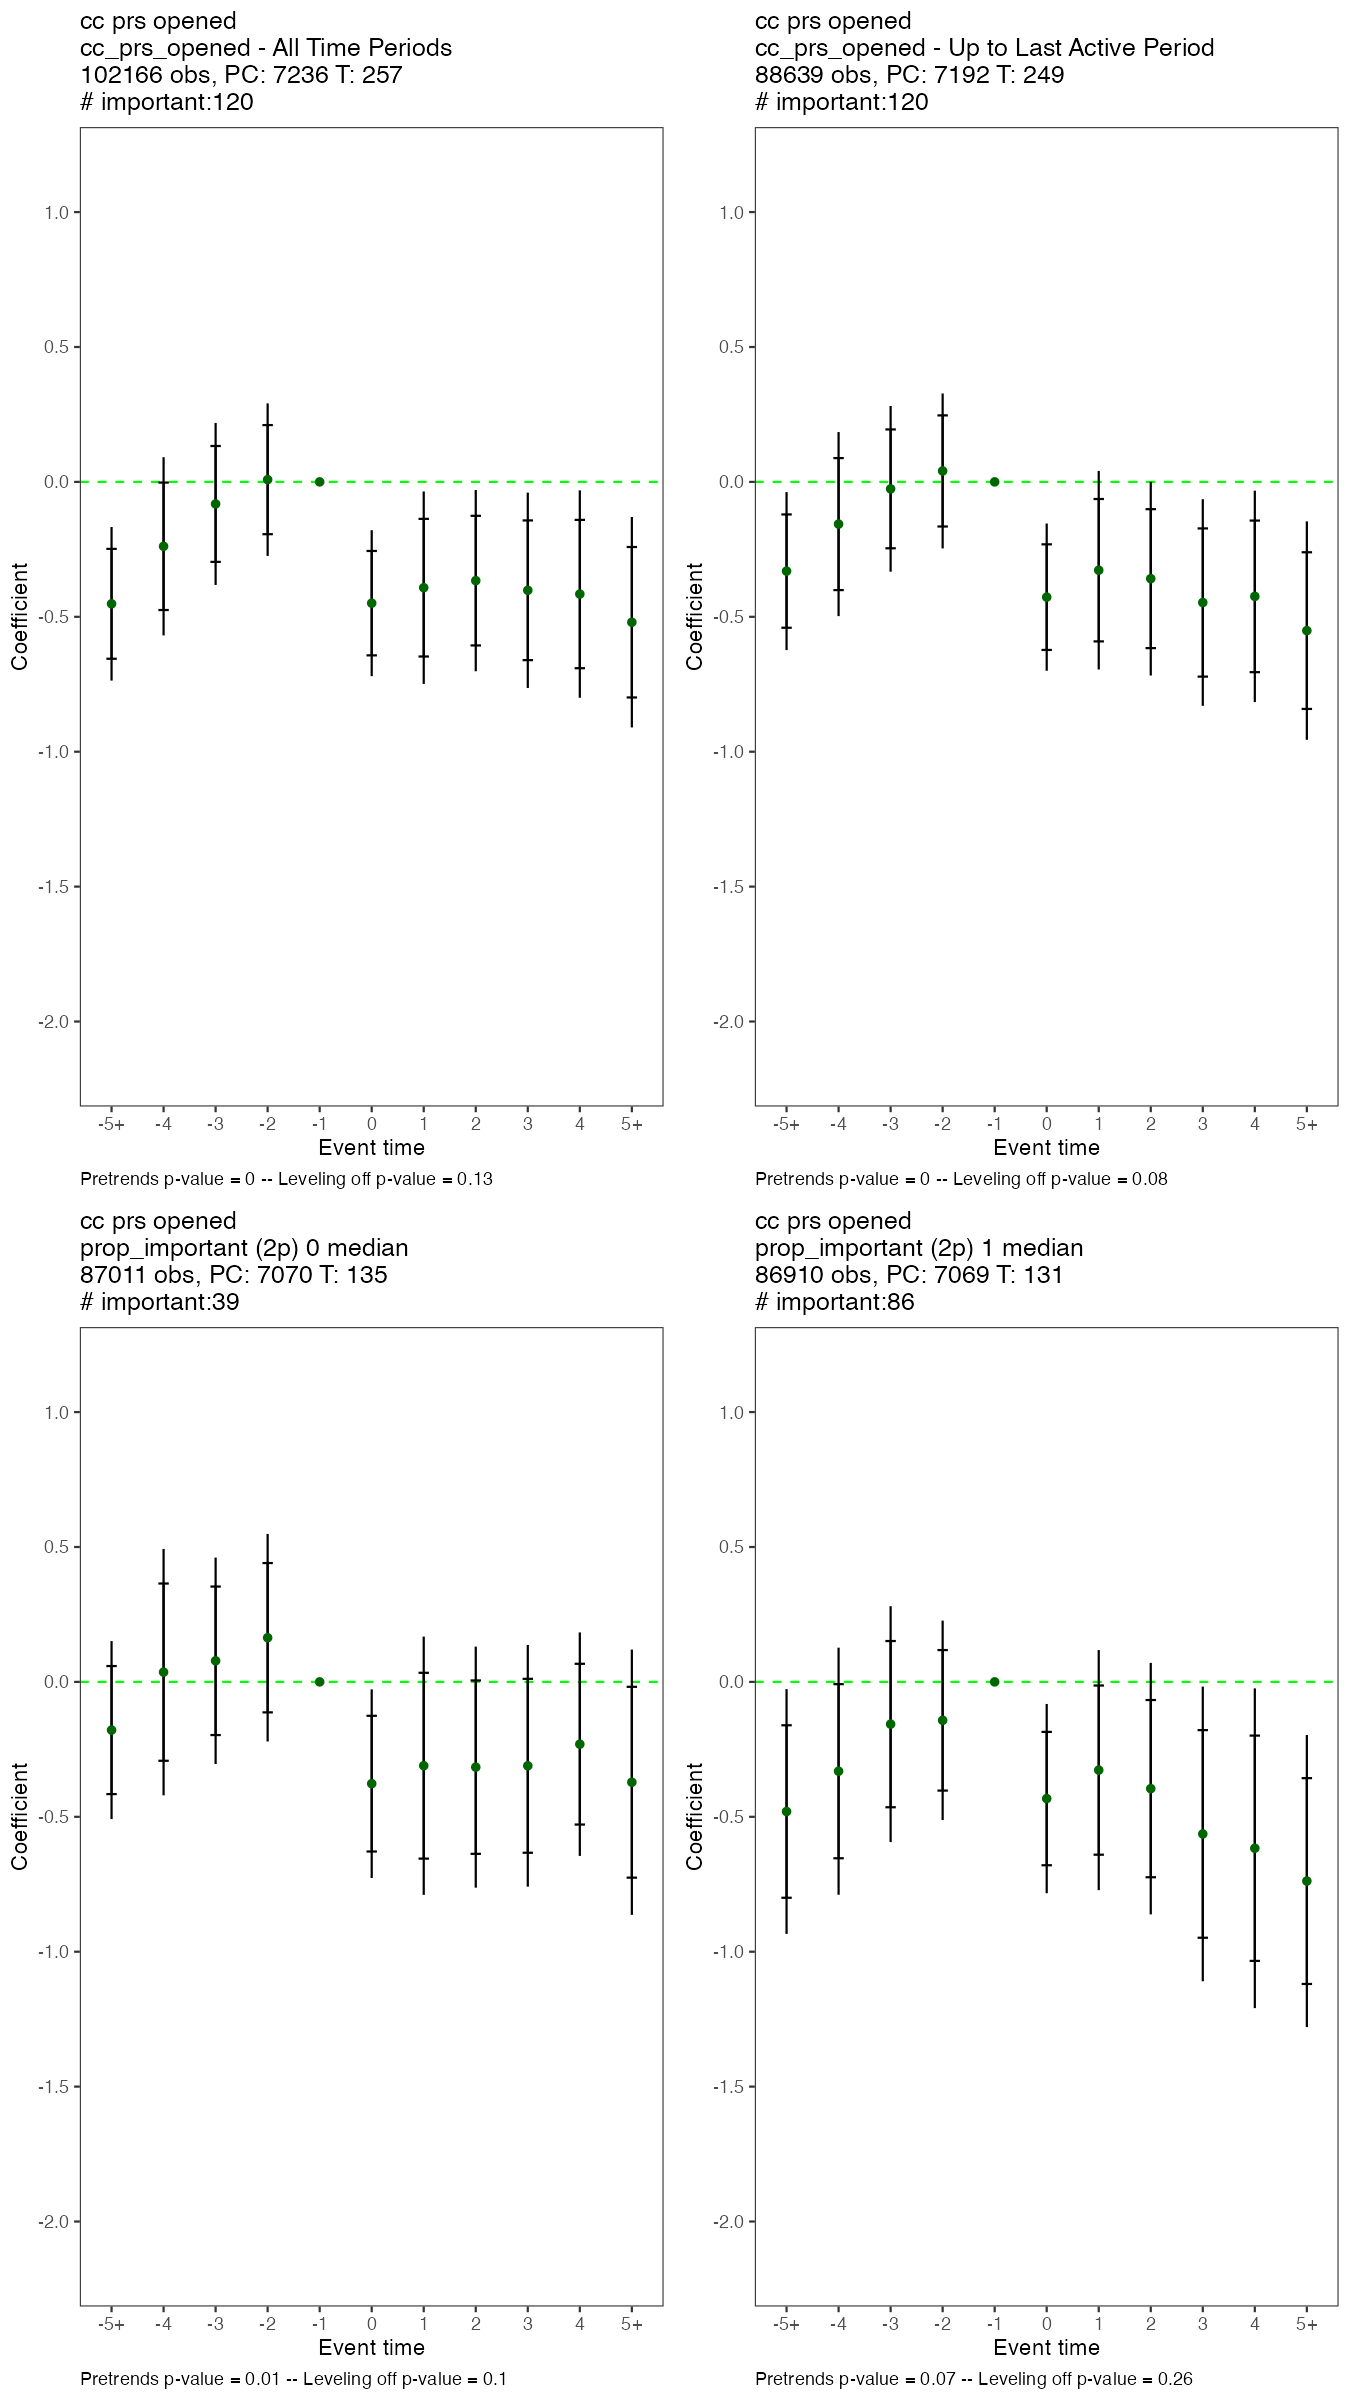 cc prs opened
cc_prs_opened - All Time Periods
102166 obs, PC: 7236 T: 257
# important:120
1.0
0.5
0.0
-0.5
-1.0
-1.5
-2.0
Coefficient
-5+ -4 -3 -2 -1 0 1 2 3 4 5+
Event time
Pretrends p-value = 0 -- Leveling off p-value = 0.13
cc prs opened
cc_prs_opened - Up to Last Active Period
88639 obs, PC: 7192 T: 249
# important:120
1.0
0.5
0.0
-0.5
-1.0
-1.5
-2.0
Coefficient
-5+ -4 -3 -2 -1 0 1 2 3 4 5+
Event time
Pretrends p-value = 0 -- Leveling off p-value = 0.08
cc prs opened
prop_important (2p) 0 median
87011 obs, PC: 7070 T: 135
# important:39
1.0
0.5
0.0
-0.5
-1.0
-1.5
-2.0
Coefficient
-5+ -4 -3 -2 -1 0 1 2 3 4 5+
Event time
Pretrends p-value = 0.01 -- Leveling off p-value = 0.1
cc prs opened
prop_important (2p) 1 median
86910 obs, PC: 7069 T: 131
# important:86
1.0
0.5
0.0
-0.5
-1.0
-1.5
-2.0
Coefficient
-5+ -4 -3 -2 -1 0 1 2 3 4 5+
Event time
Pretrends p-value = 0.07 -- Leveling off p-value = 0.26